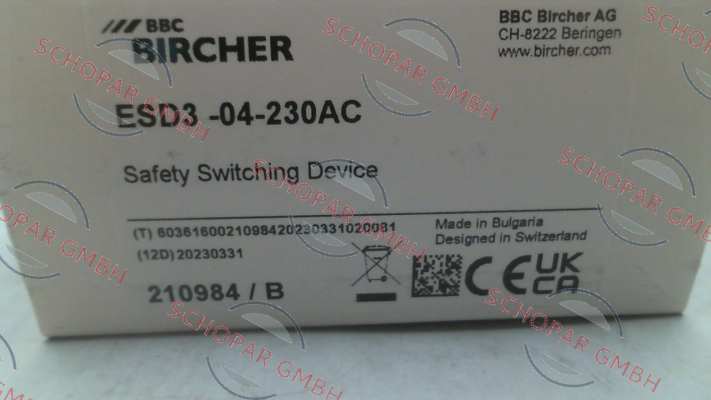 BBC
BIRCHER
BBC Bircher AG
CH-8222 Beringen
www.bircher.com
ESD3 -04-230AC
Safety Switching Device
(T) 6036160021098420230331020081
(12D) 20230331
Made in Bulgaria
Designed in Switzerland
210984 / B
CE
UK
CA
SCHOPAR GMBH
SCHOPAR GMBH
SCHOPAR GMBH
SCHOPAR GMBH
SCHOPAR GMBH
SCHOPAR GMBH